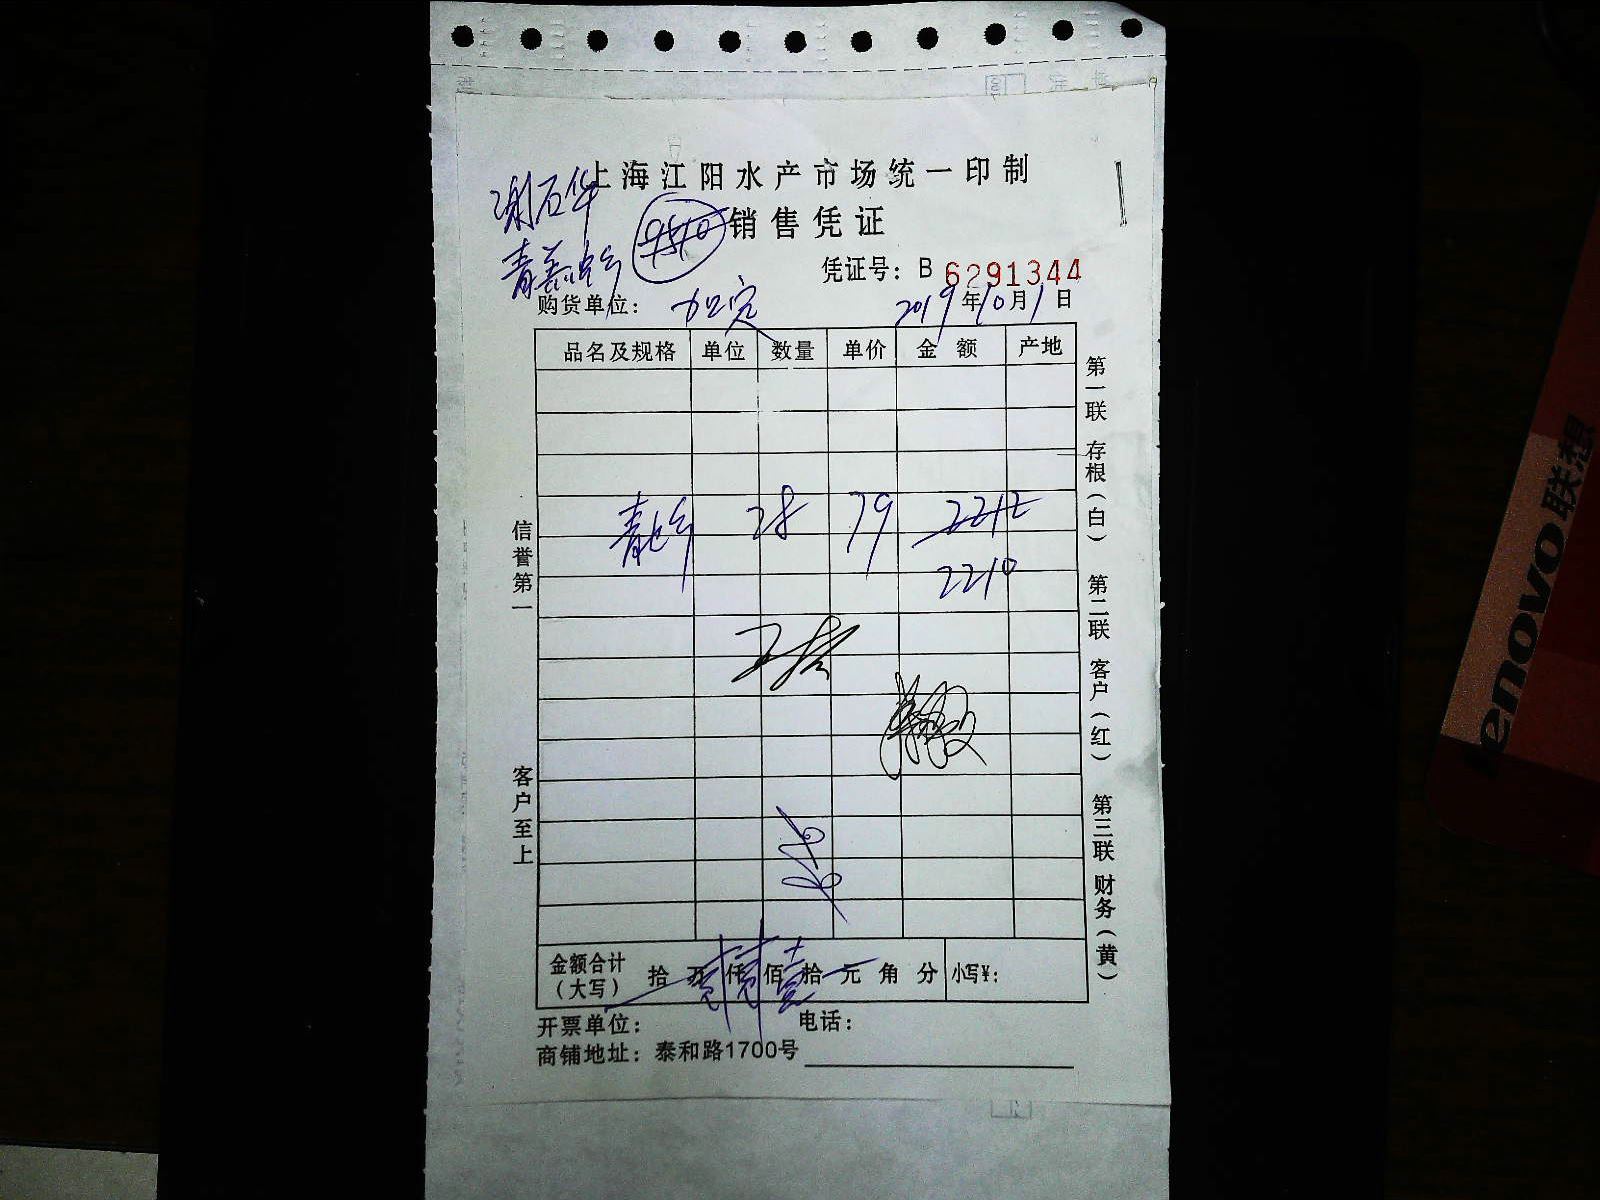 上海江阳水产市场统一印制
谢石华
销售凭证
9540
凭证号：B 6291344
购货单位：加定
2019年10月1日
品名及规格 单位 数量 单价 金额 产地
28 79 2212
2210
信誉第一
客户至上
第一联 存根（白） 第二联 客户（红） 第三联 财务（黄）
金额合计（大写） 拾 万 仟 佰 拾 元 角 分 小写¥：
贰 贰 壹
开票单位： 电话：
商铺地址：泰和路1700号
lenovo联想